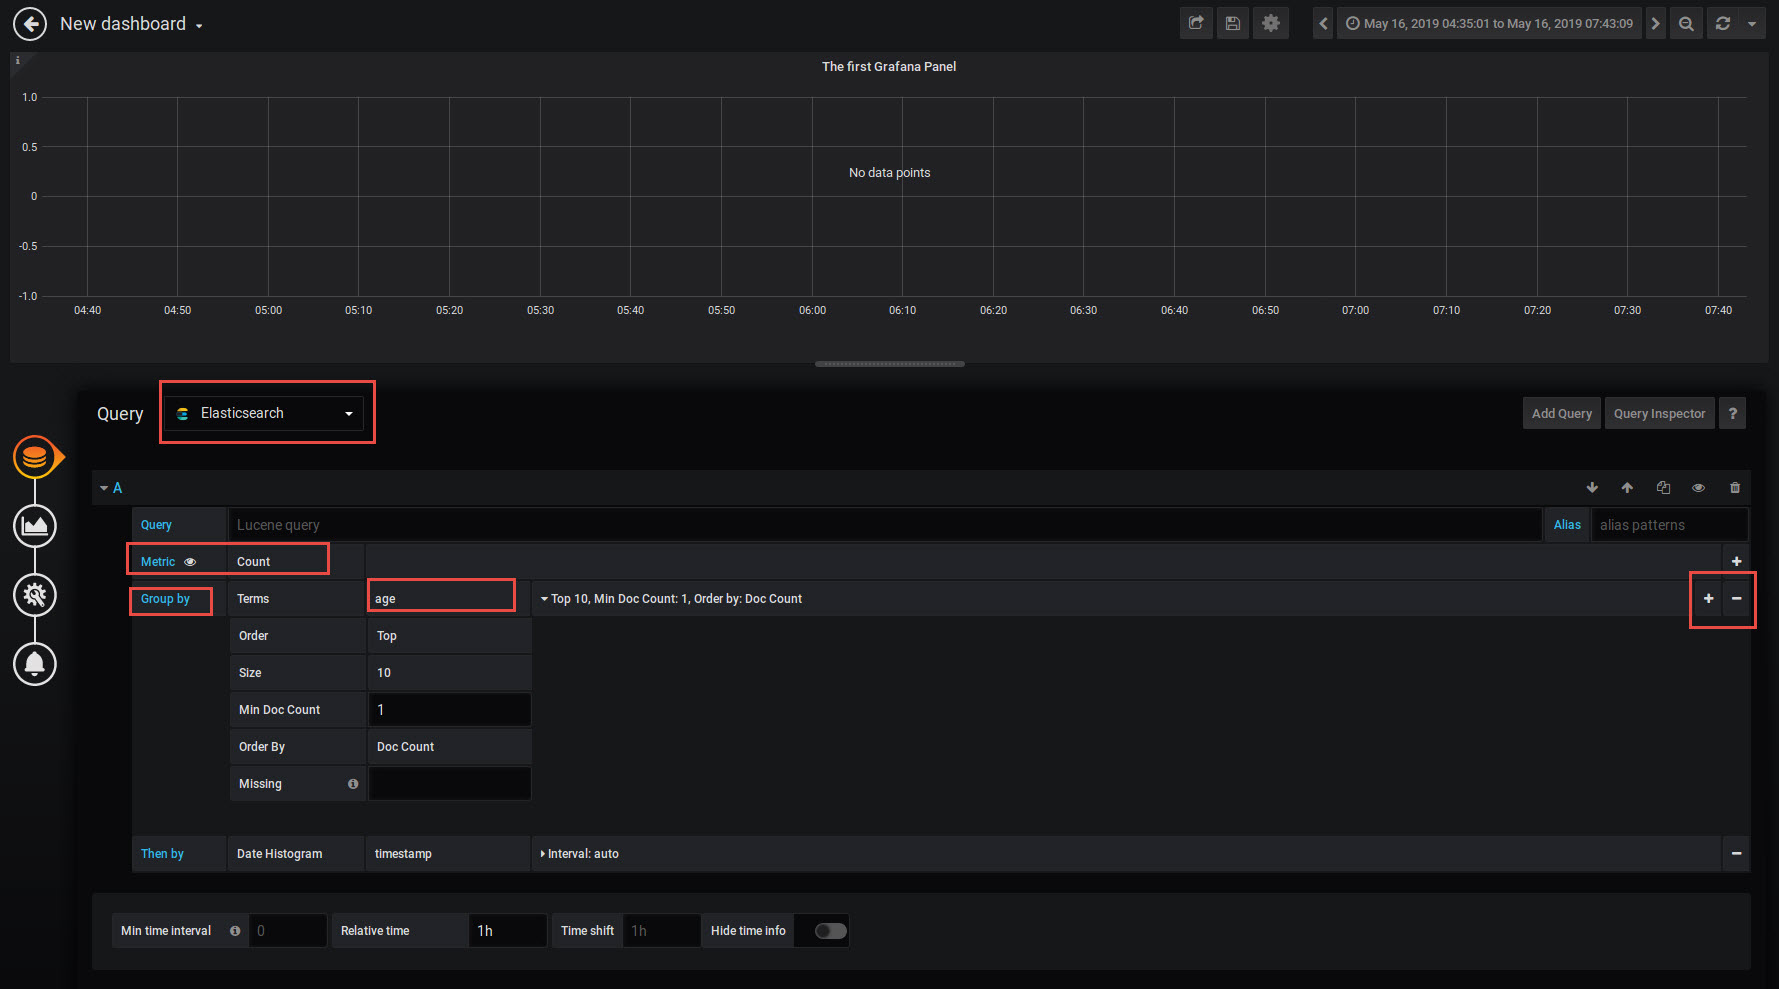 New dashboard
May 16, 2019 04:35:01 to May 16, 2019 07:43:09
i
The first Grafana Panel
1.0
0.5
No data points
0
-0.5
-1.0
04:40 04:50 05:00 05:10 05:20 05:30 05:40 05:50 06:00 06:10 06:20 06:30 06:40 06:50 07:00 07:10 07:20 07:30 07:40
Query Elasticsearch Add Query Query Inspector ?
A
Query Lucene query Alias alias patterns
Metric Count +
Group by Terms age Top 10, Min Doc Count: 1, Order by: Doc Count + -
Order Top
Size 10
Min Doc Count 1
Order By Doc Count
Missing
Then by Date Histogram timestamp Interval: auto -
Min time interval 0 Relative time 1h Time shift 1h Hide time info